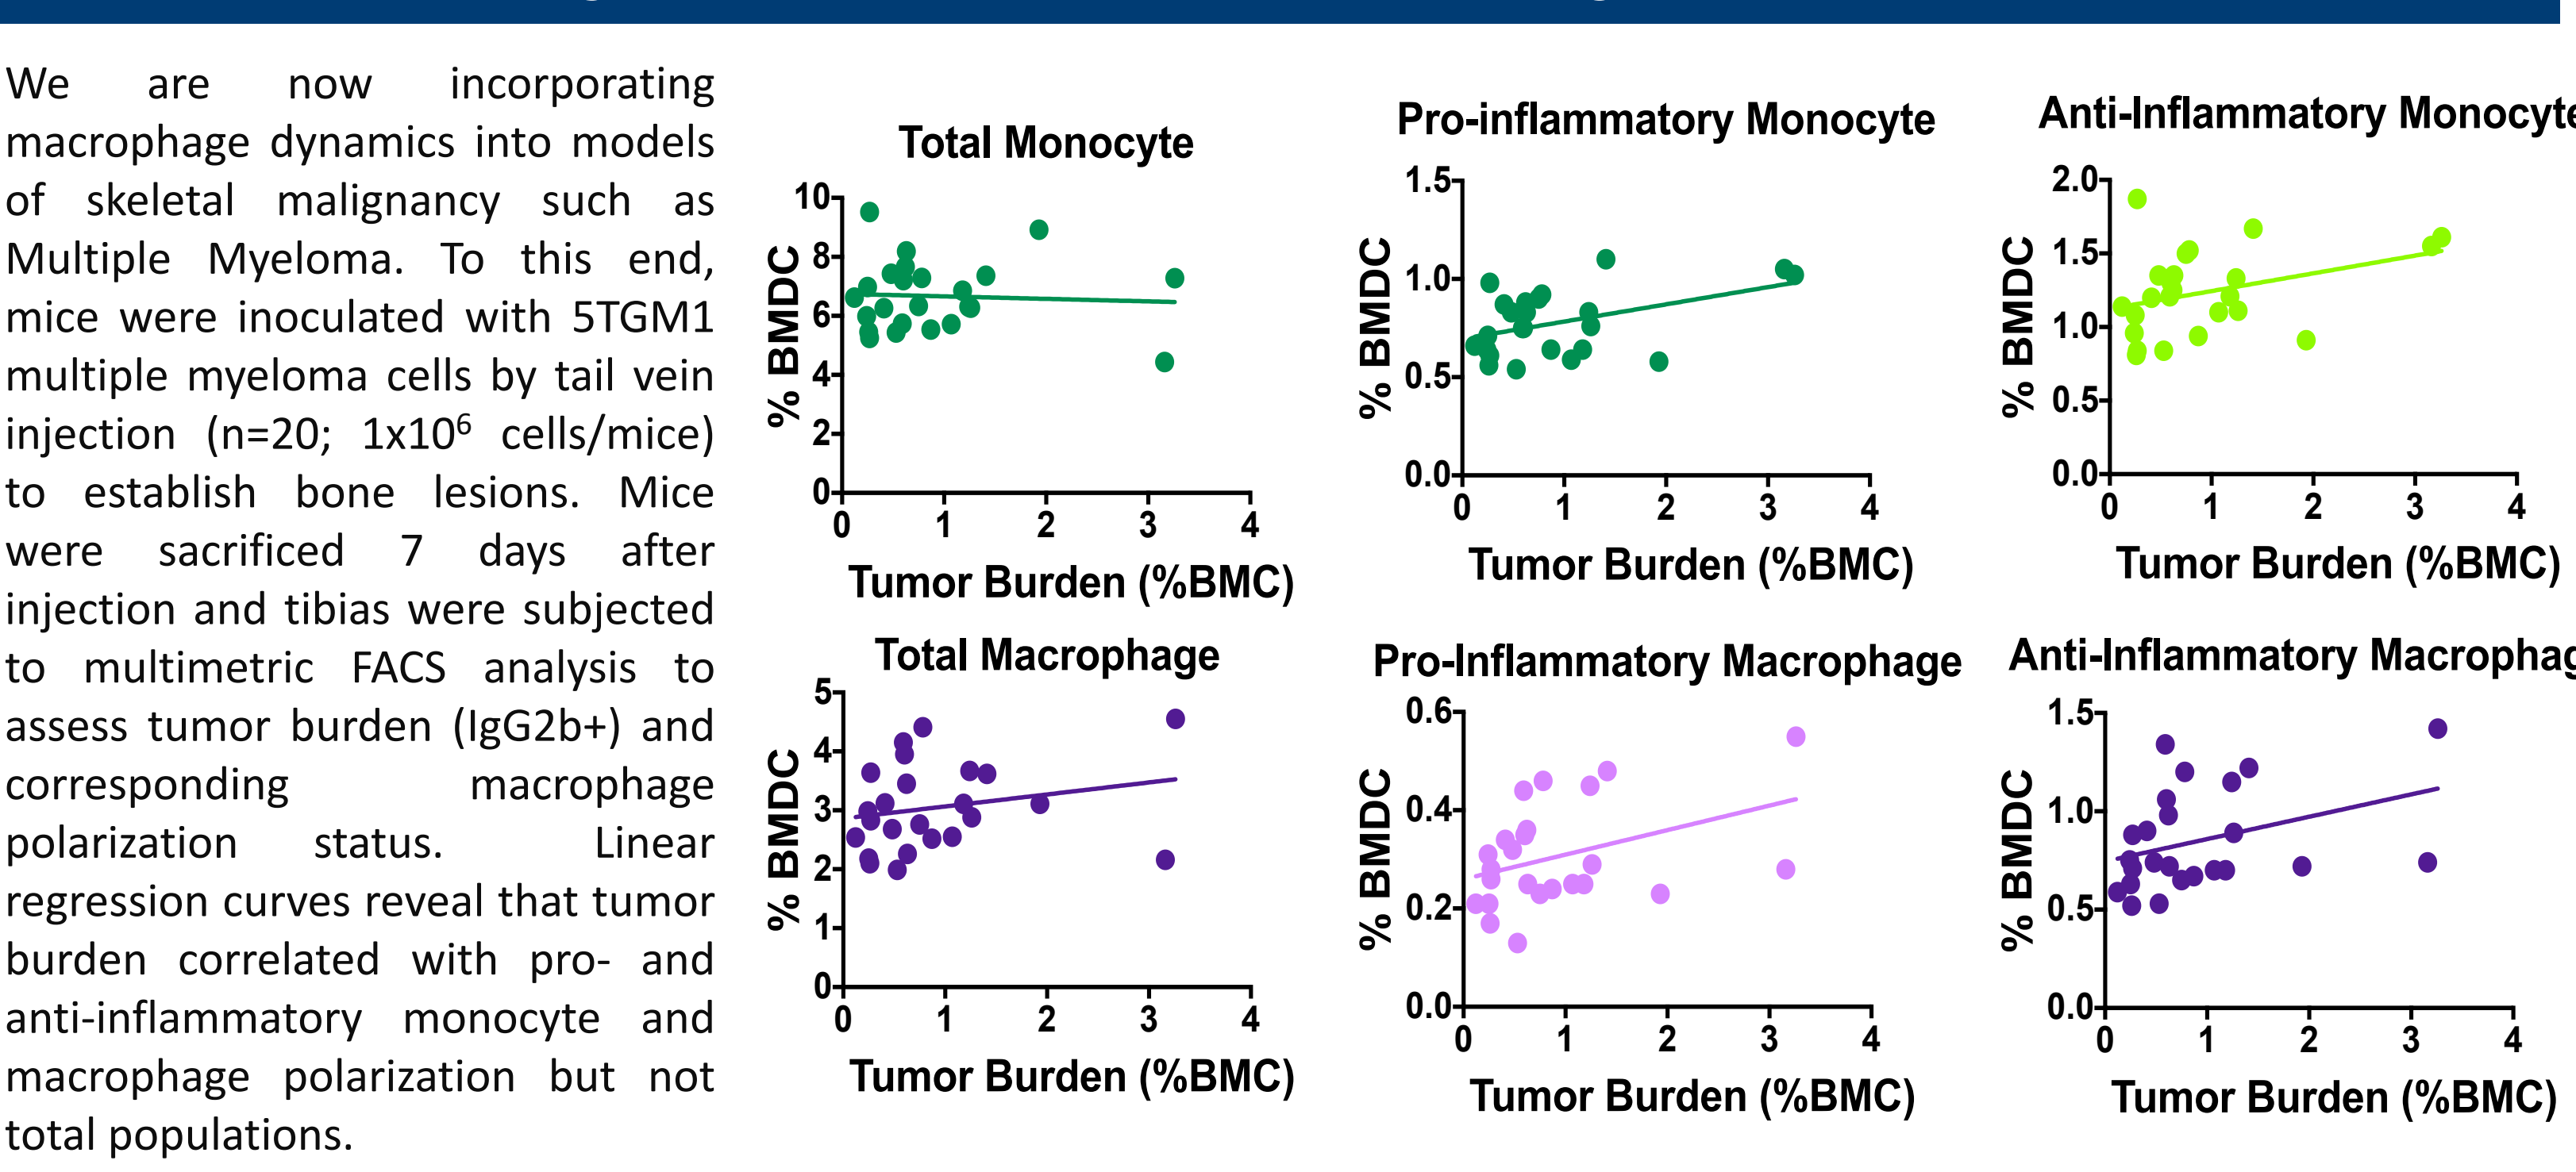 We are now incorporating
macrophage dynamics into models
of skeletal malignancy such as
Multiple Myeloma. To this end,
mice were inoculated with 5TGM1
multiple myeloma cells by tail vein
injection (n=20; 1x10⁶ cells/mice)
to establish bone lesions. Mice
were sacrificed 7 days after
injection and tibias were subjected
to multimetric FACS analysis to
assess tumor burden (IgG2b+) and
corresponding macrophage
polarization status. Linear
regression curves reveal that tumor
burden correlated with pro- and
anti-inflammatory monocyte and
macrophage polarization but not
total populations.
Total Monocyte
% BMDC
10
8
6
4
2
0
0 1 2 3 4
Tumor Burden (%BMC)
Pro-inflammatory Monocyte
% BMDC
1.5
1.0
0.5
0.0
0 1 2 3 4
Tumor Burden (%BMC)
Anti-Inflammatory Monocyte
% BMDC
2.0
1.5
1.0
0.5
0.0
0 1 2 3 4
Tumor Burden (%BMC)
Total Macrophage
% BMDC
5
4
3
2
1
0
0 1 2 3 4
Tumor Burden (%BMC)
Pro-Inflammatory Macrophage
% BMDC
0.6
0.4
0.2
0.0
0 1 2 3 4
Tumor Burden (%BMC)
Anti-Inflammatory Macrophag
% BMDC
1.5
1.0
0.5
0.0
0 1 2 3 4
Tumor Burden (%BMC)